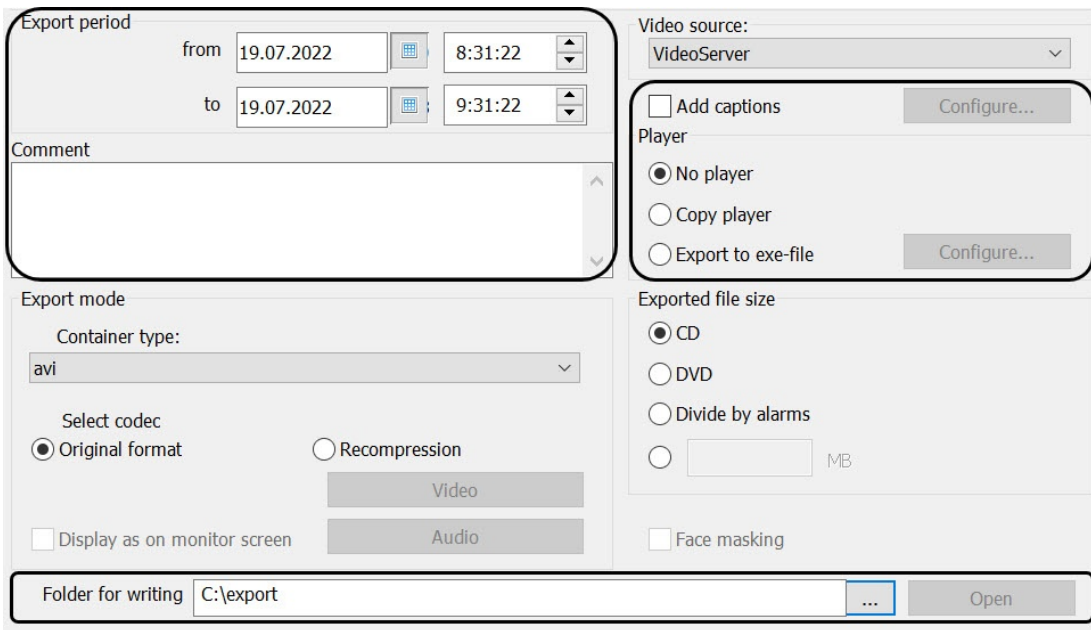 Export period
from 19.07.2022 8:31:22
to 19.07.2022 9:31:22
Comment
Video source:
VideoServer
Add captions Configure...
Player
No player
Copy player
Export to exe-file Configure...
Export mode
Container type:
avi
Select codec
Original format Recompression
Video
Display as on monitor screen Audio
Exported file size
CD
DVD
Divide by alarms
MB
Face masking
Folder for writing C:\export ... Open